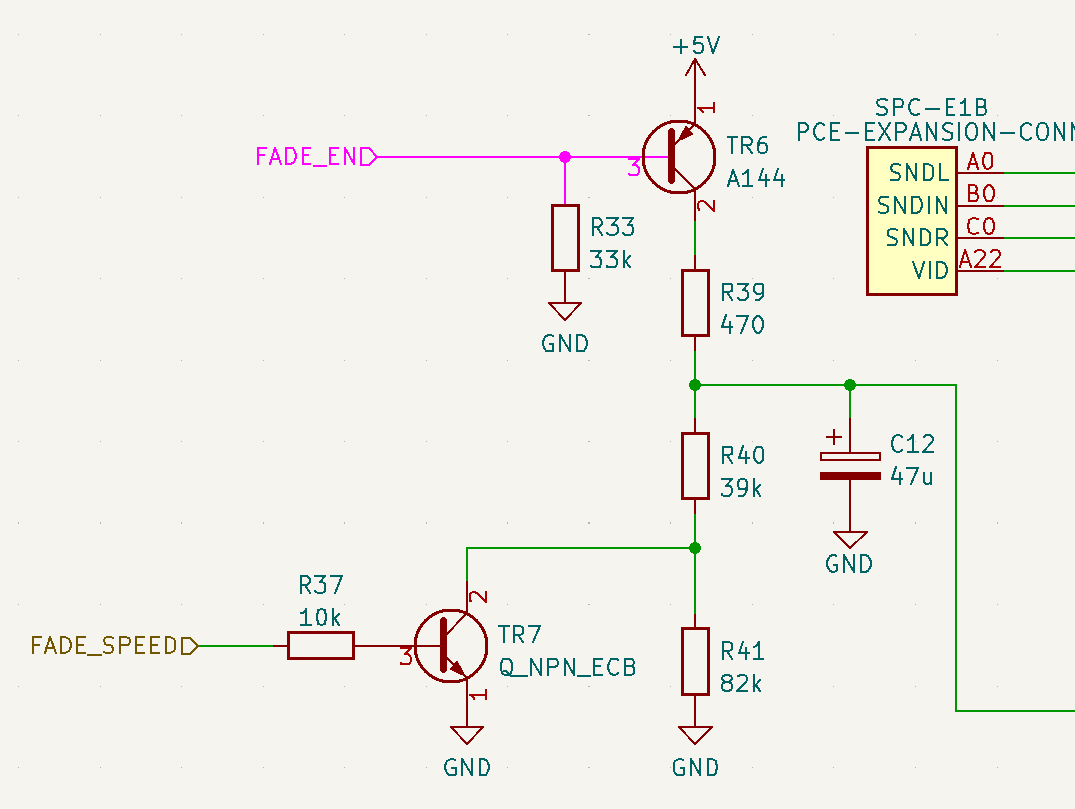 +5V
1
SPC-E1B
PCE-EXPANSION-CONN
FADE_END
3
TR6
A144
2
SNDL
A0
SNDIN
B0
SNDR
C0
VID
A22
R33
33k
GND
R39
470
R40
39k
+
C12
47u
GND
R37
10k
FADE_SPEED
3
2
TR7
Q_NPN_ECB
1
GND
R41
82k
GND